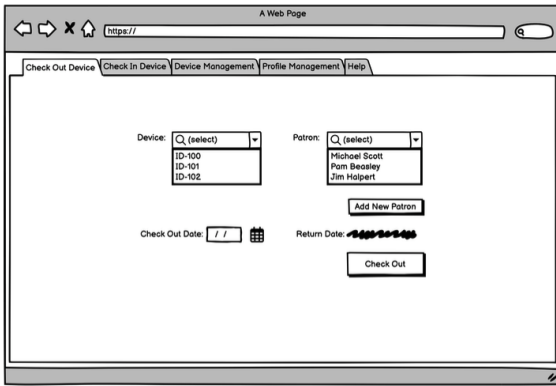 A Web Page
https://
Check Out Device Check In Device Device Management Profile Management Help
Device: (select) Patron: (select)
ID-100 Michael Scott
ID-101 Pam Beasley
ID-102 Jim Halpert
Add New Patron
Check Out Date: / / Return Date:
Check Out